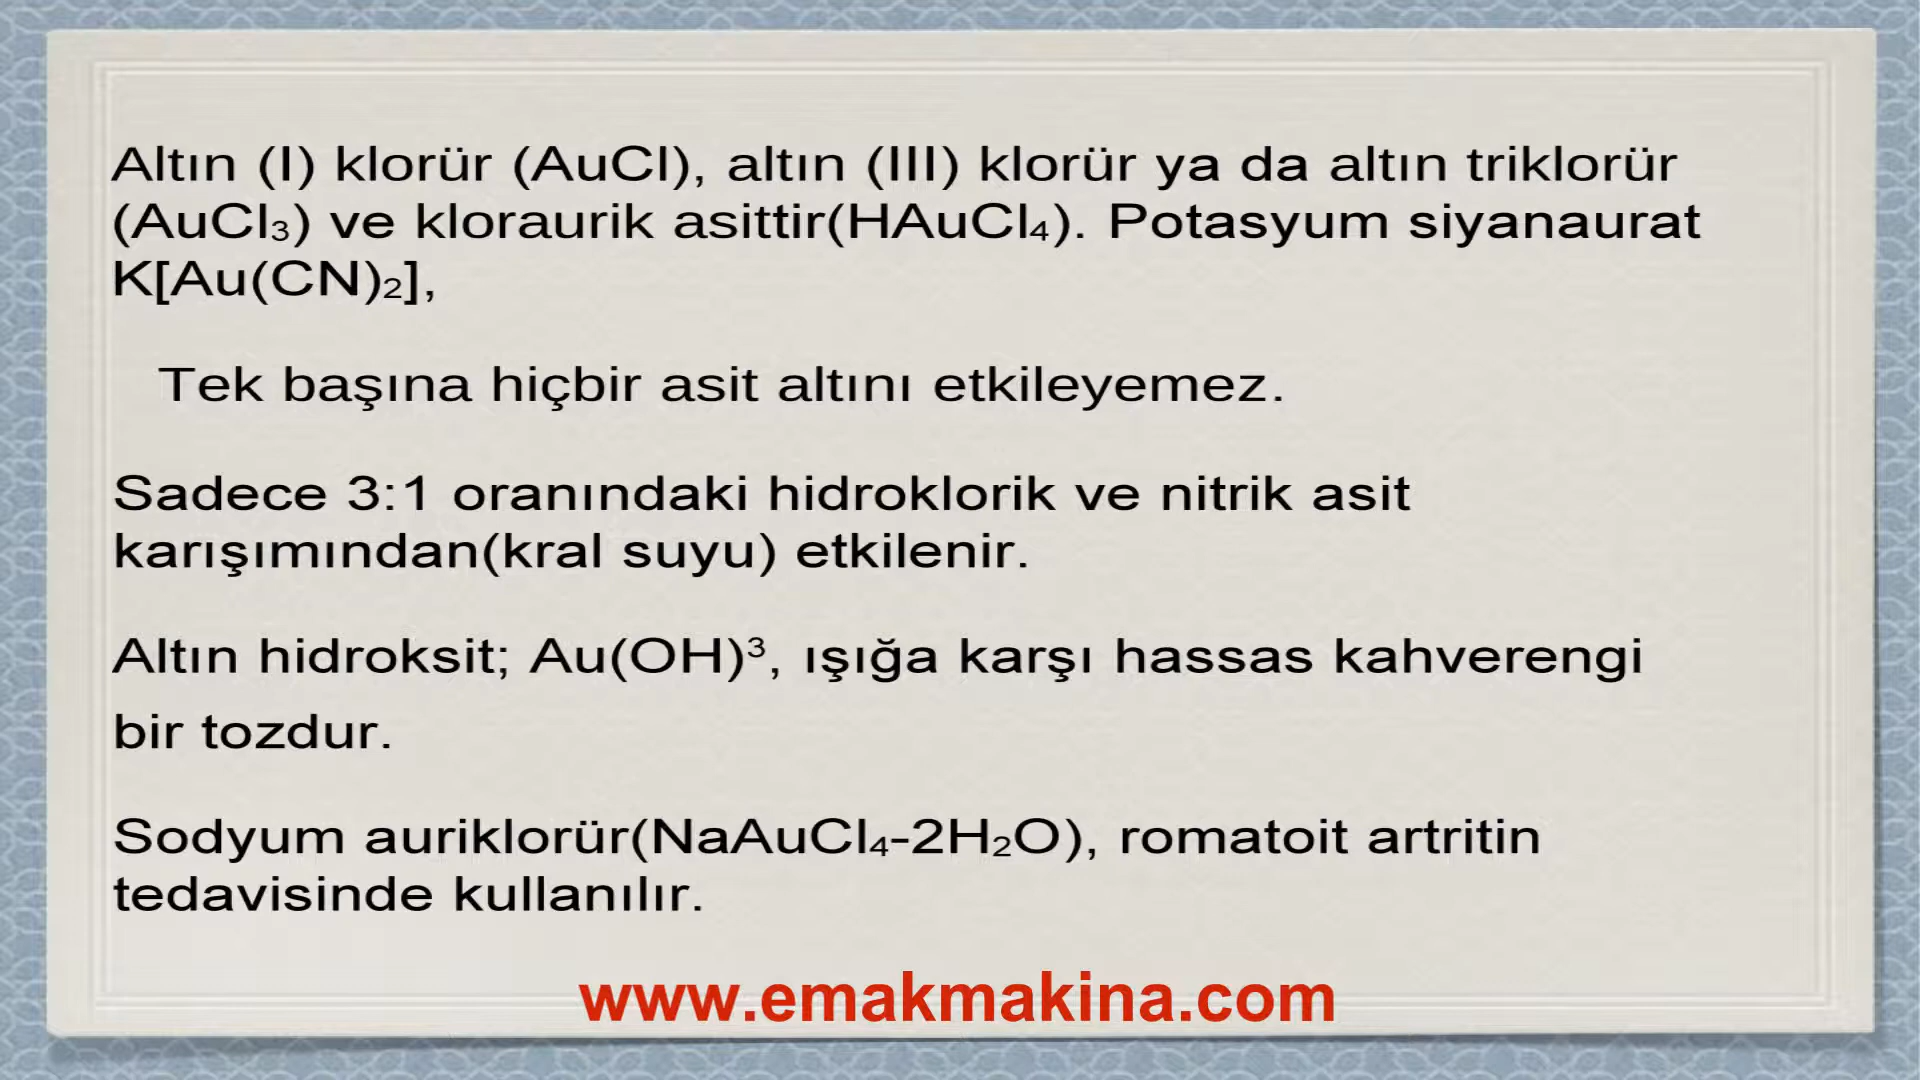 Altın (I) klorür (AuCl), altın (III) klorür ya da altın triklorür
(AuCl₃) ve kloraurik asittir(HAuCl₄). Potasyum siyanaurat
K[Au(CN)₂],
Tek başına hiçbir asit altını etkileyemez.
Sadece 3:1 oranındaki hidroklorik ve nitrik asit
karışımından(kral suyu) etkilenir.
Altın hidroksit; Au(OH)³, ışığa karşı hassas kahverengi
bir tozdur.
Sodyum auriklorür(NaAuCl₄-2H₂O), romatoit artritin
tedavisinde kullanılır.
www.emakmakina.com